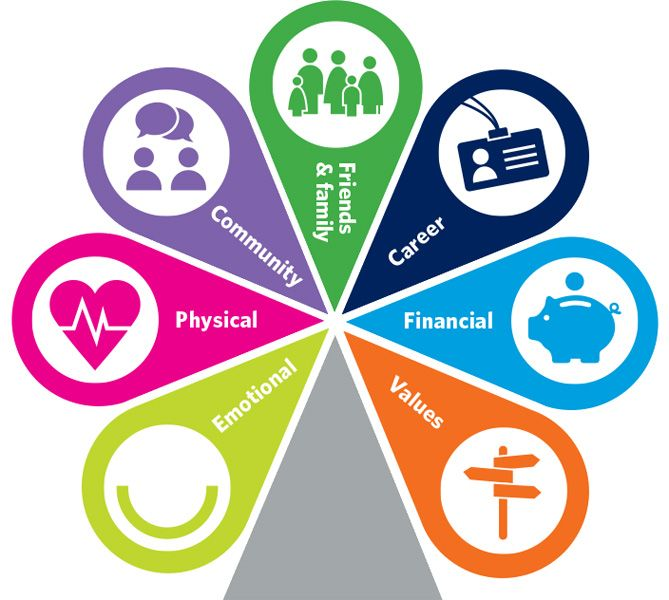 Friends
& family
Community
Career
Physical
Financial
Emotional
Values